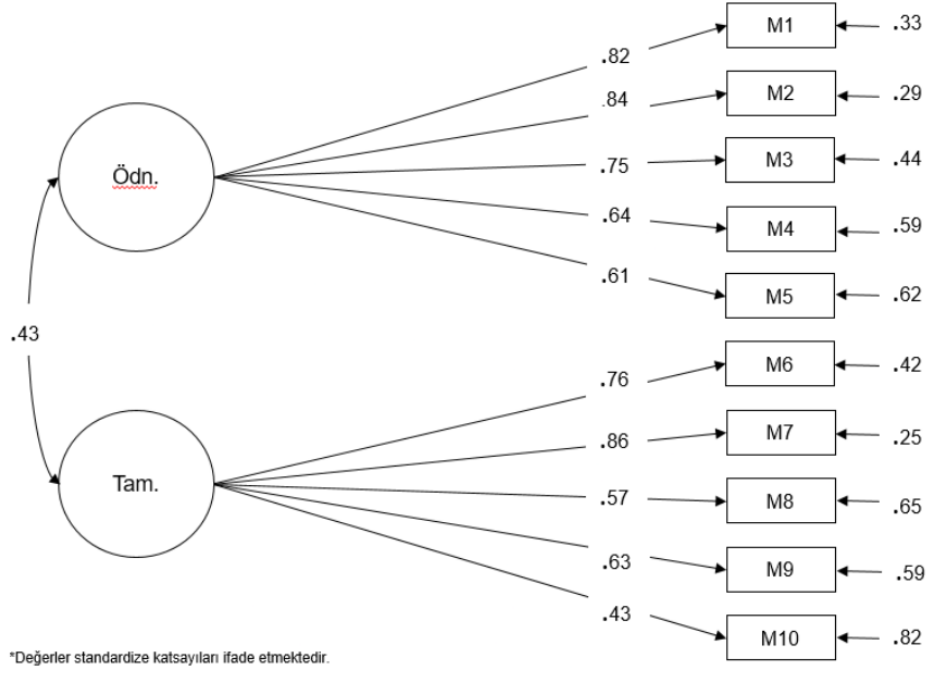 Ödn.
Tam.
.43
.82
.84
.75
.64
.61
.76
.86
.57
.63
.43
M1
.33
M2
.29
M3
.44
M4
.59
M5
.62
M6
.42
M7
.25
M8
.65
M9
.59
M10
.82
*Değerler standardize katsayıları ifade etmektedir.